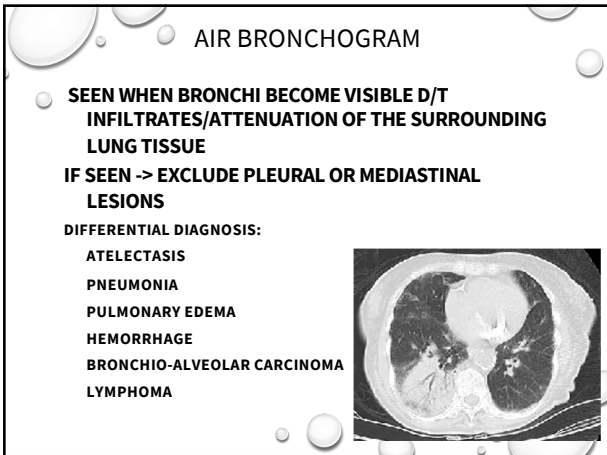 AIR BRONCHOGRAM
SEEN WHEN BRONCHI BECOME VISIBLE D/T
INFILTRATES/ATTENUATION OF THE SURROUNDING
LUNG TISSUE
IF SEEN -> EXCLUDE PLEURAL OR MEDIASTINAL
LESIONS
DIFFERENTIAL DIAGNOSIS:
ATELECTASIS
PNEUMONIA
PULMONARY EDEMA
HEMORRHAGE
BRONCHIO-ALVEOLAR CARCINOMA
LYMPHOMA